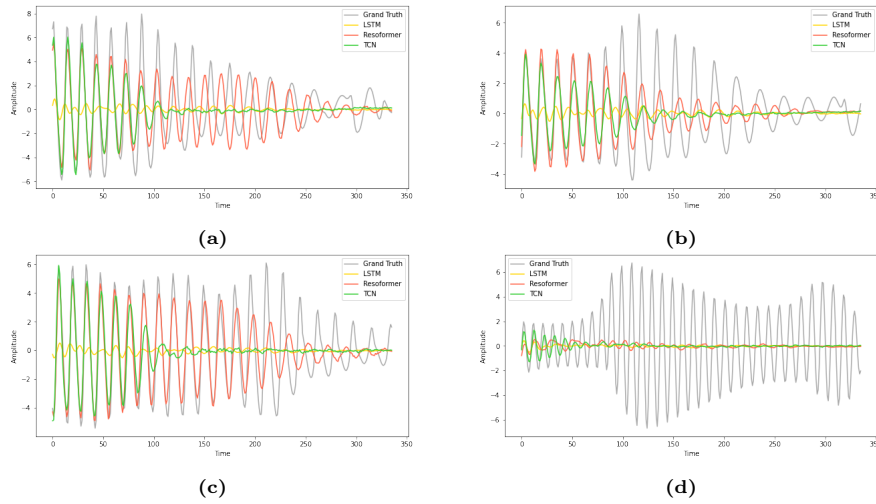 Grand Truth
LSTM
Resoformer
TCN
8
6
4
2
0
−2
−4
−6
Amplitude
0 50 100 150 200 250 300 350
Time
(a)
Grand Truth
LSTM
Resoformer
TCN
6
4
2
0
−2
−4
Amplitude
0 50 100 150 200 250 300 350
Time
(b)
Grand Truth
LSTM
Resoformer
TCN
6
4
2
0
−2
−4
Amplitude
0 50 100 150 200 250 300 350
Time
(c)
Grand Truth
LSTM
Resoformer
TCN
6
4
2
0
−2
−4
−6
Amplitude
0 50 100 150 200 250 300 350
Time
(d)